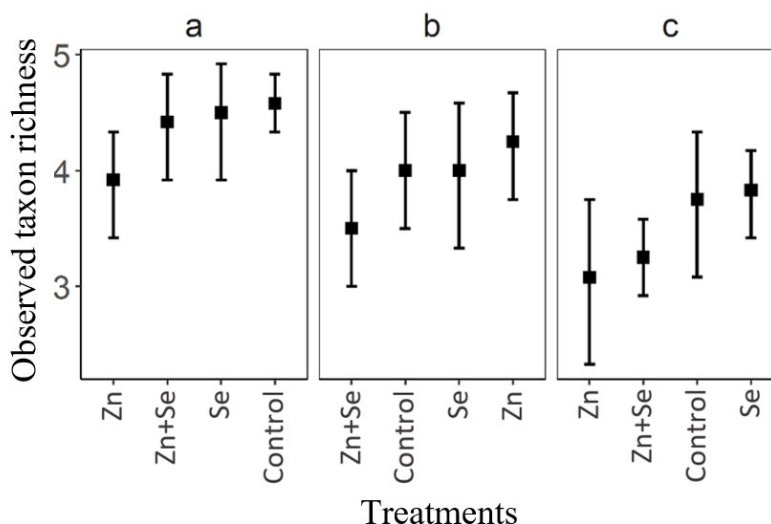 a
b
c
Observed taxon richness
5
4
3
Zn
Zn+Se
Se
Control
Zn+Se
Control
Se
Zn
Zn
Zn+Se
Control
Se
Treatments